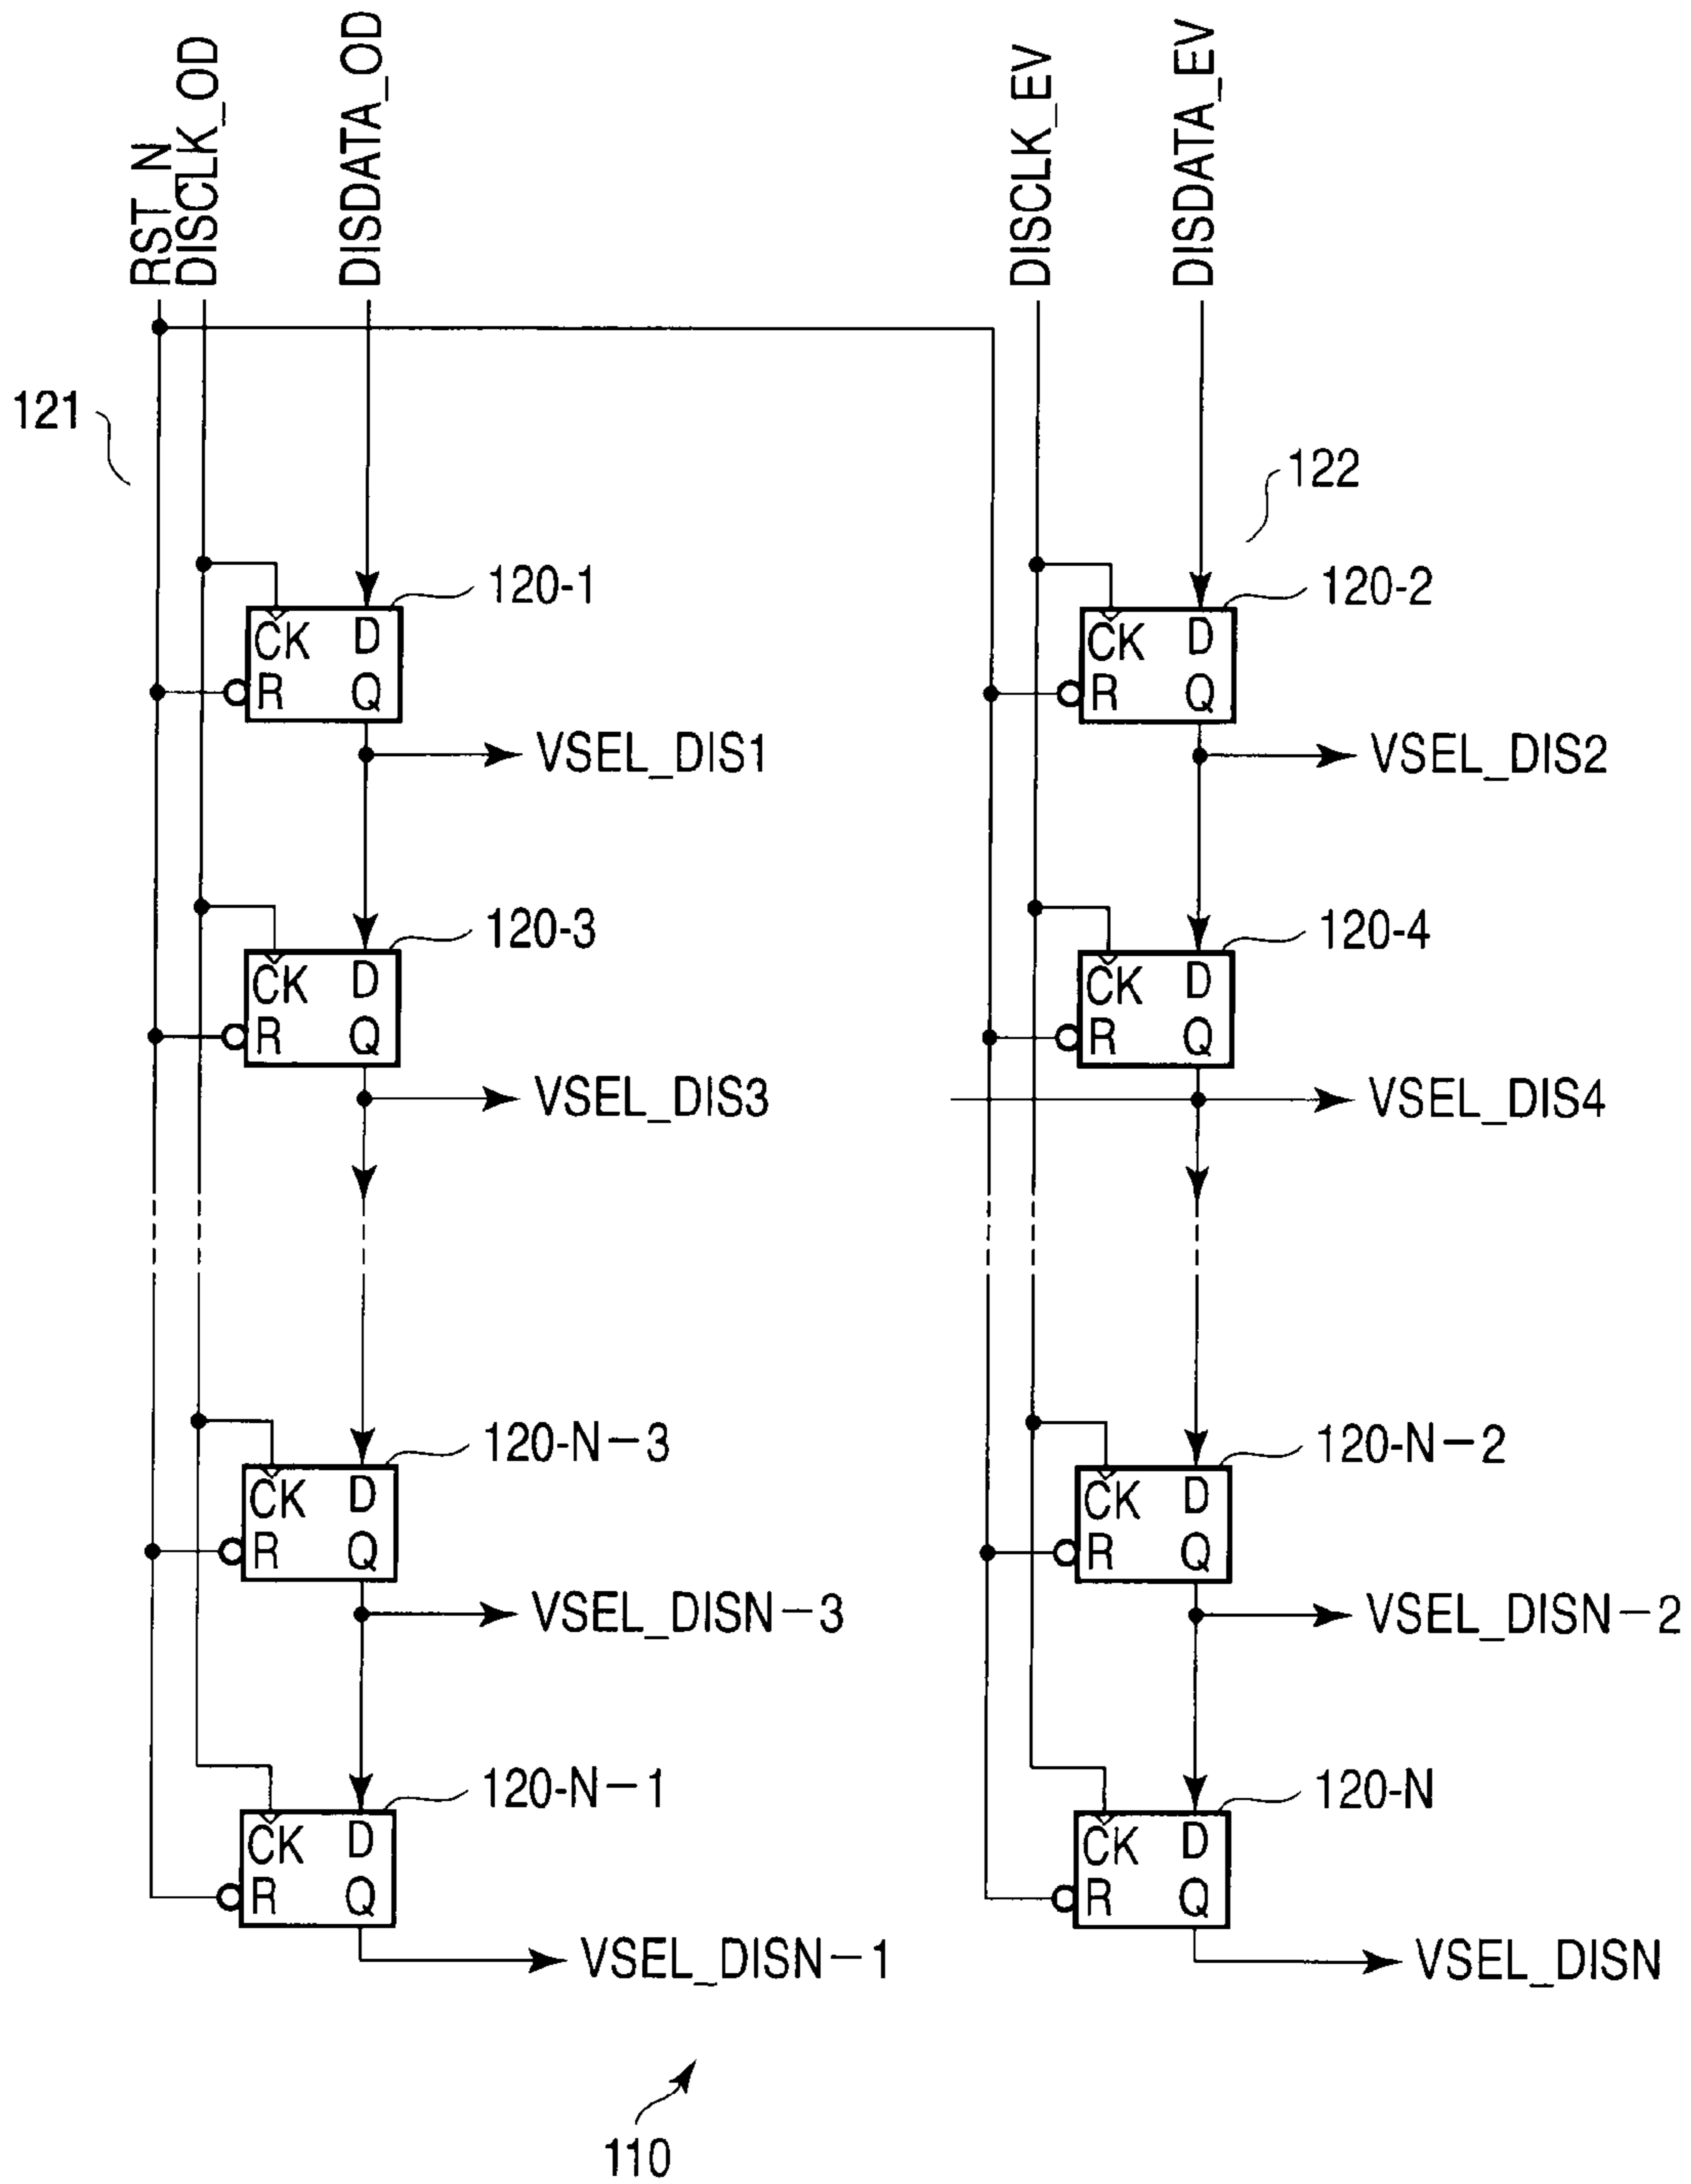 RST_N
DISCLK_OD
DISDATA_OD
DISCLK_EV
DISDATA_EV
121
122
120-1
CK D
R Q
VSEL_DIS1
120-2
CK D
R Q
VSEL_DIS2
120-3
CK D
R Q
VSEL_DIS3
120-4
CK D
R Q
VSEL_DIS4
120-N-3
CK D
R Q
VSEL_DISN-3
120-N-2
CK D
R Q
VSEL_DISN-2
120-N-1
CK D
R Q
VSEL_DISN-1
120-N
CK D
R Q
VSEL_DISN
110